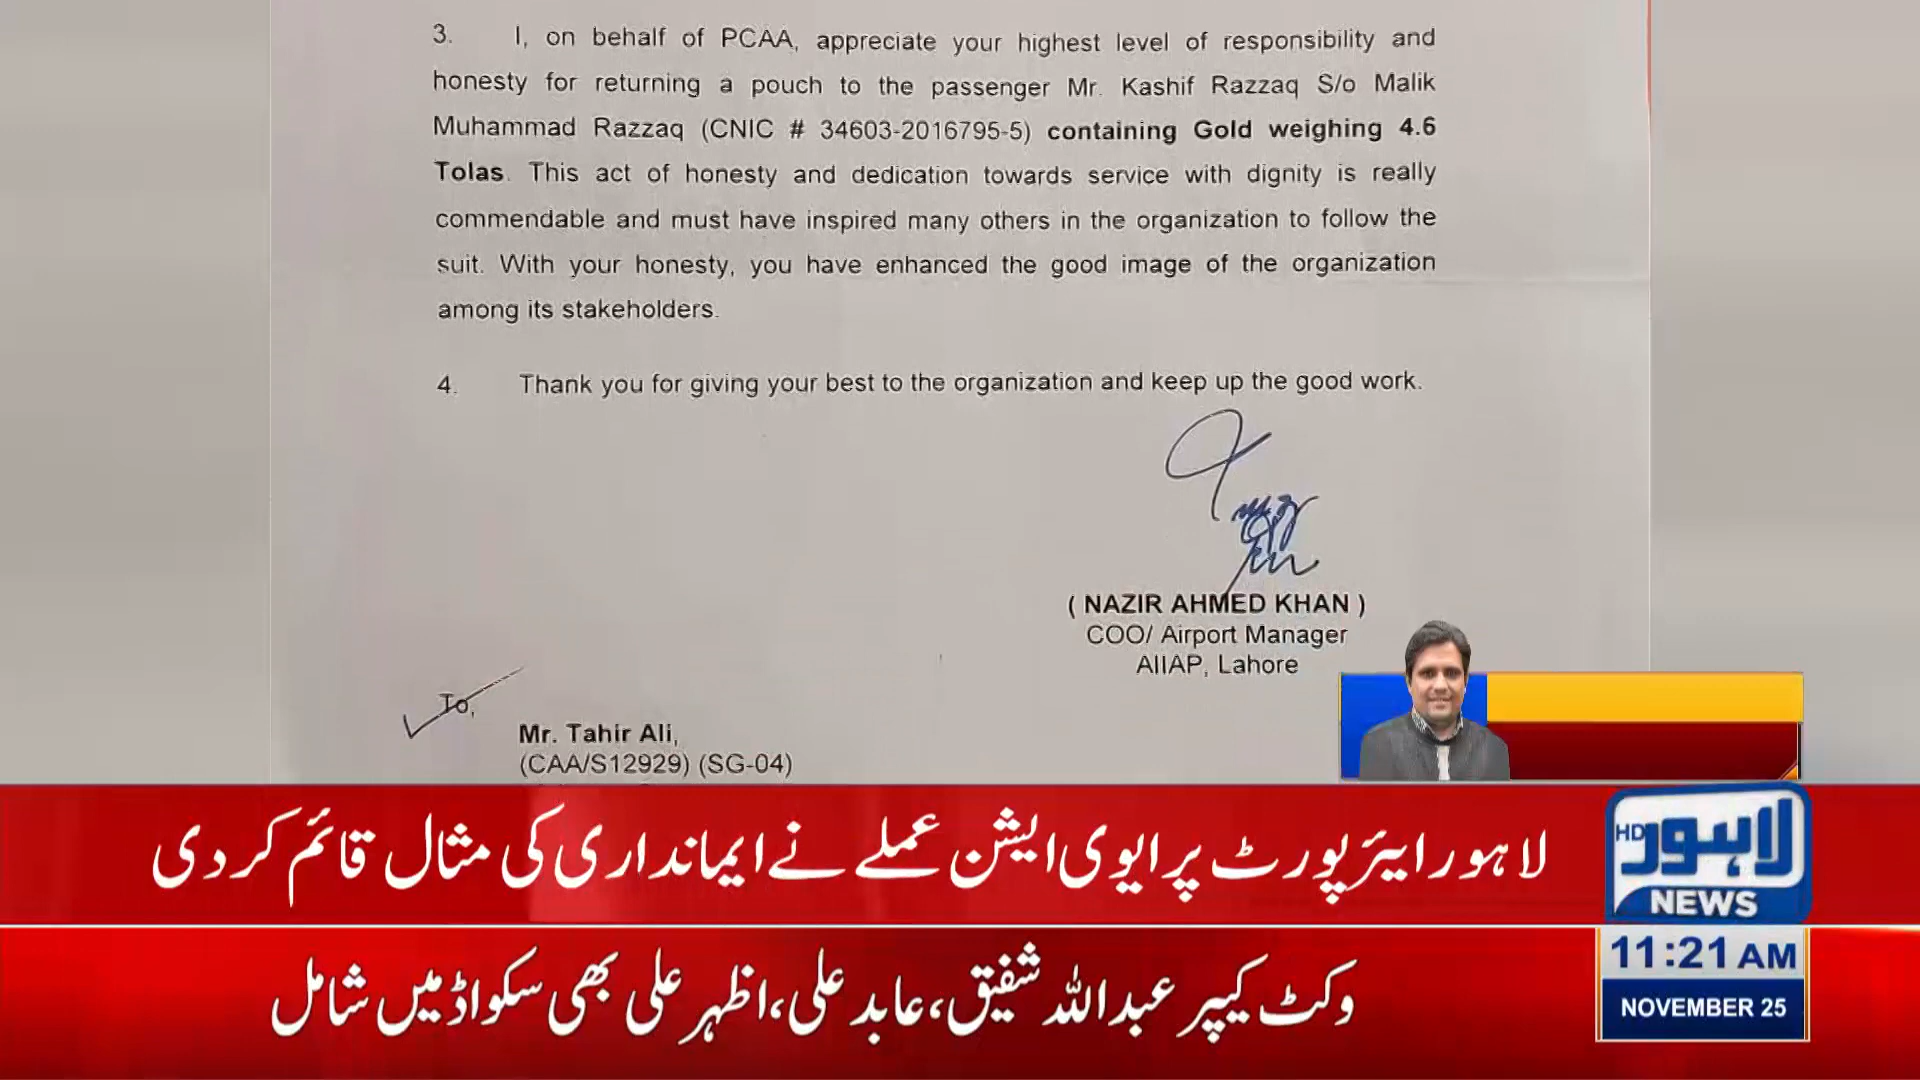 3. I, on behalf of PCAA, appreciate your highest level of responsibility and
honesty for returning a pouch to the passenger Mr. Kashif Razzaq S/o Malik
Muhammad Razzaq (CNIC # 34603-2016795-5) containing Gold weighing 4.6
Tolas. This act of honesty and dedication towards service with dignity is really
commendable and must have inspired many others in the organization to follow the
suit. With your honesty, you have enhanced the good image of the organization
among its stakeholders.
4. Thank you for giving your best to the organization and keep up the good work.
( NAZIR AHMED KHAN )
COO/ Airport Manager
AIIAP, Lahore
To,
Mr. Tahir Ali,
(CAA/S12929) (SG-04)
لاہور ایئرپورٹ پر ایوی ایشن عملے نے ایمانداری کی مثال قائم کر دی
لاہور
HD
NEWS
وکٹ کیپر عبداللہ شفیق، عابد علی، اظہر علی بھی سکواڈ میں شامل
11:21 AM
NOVEMBER 25